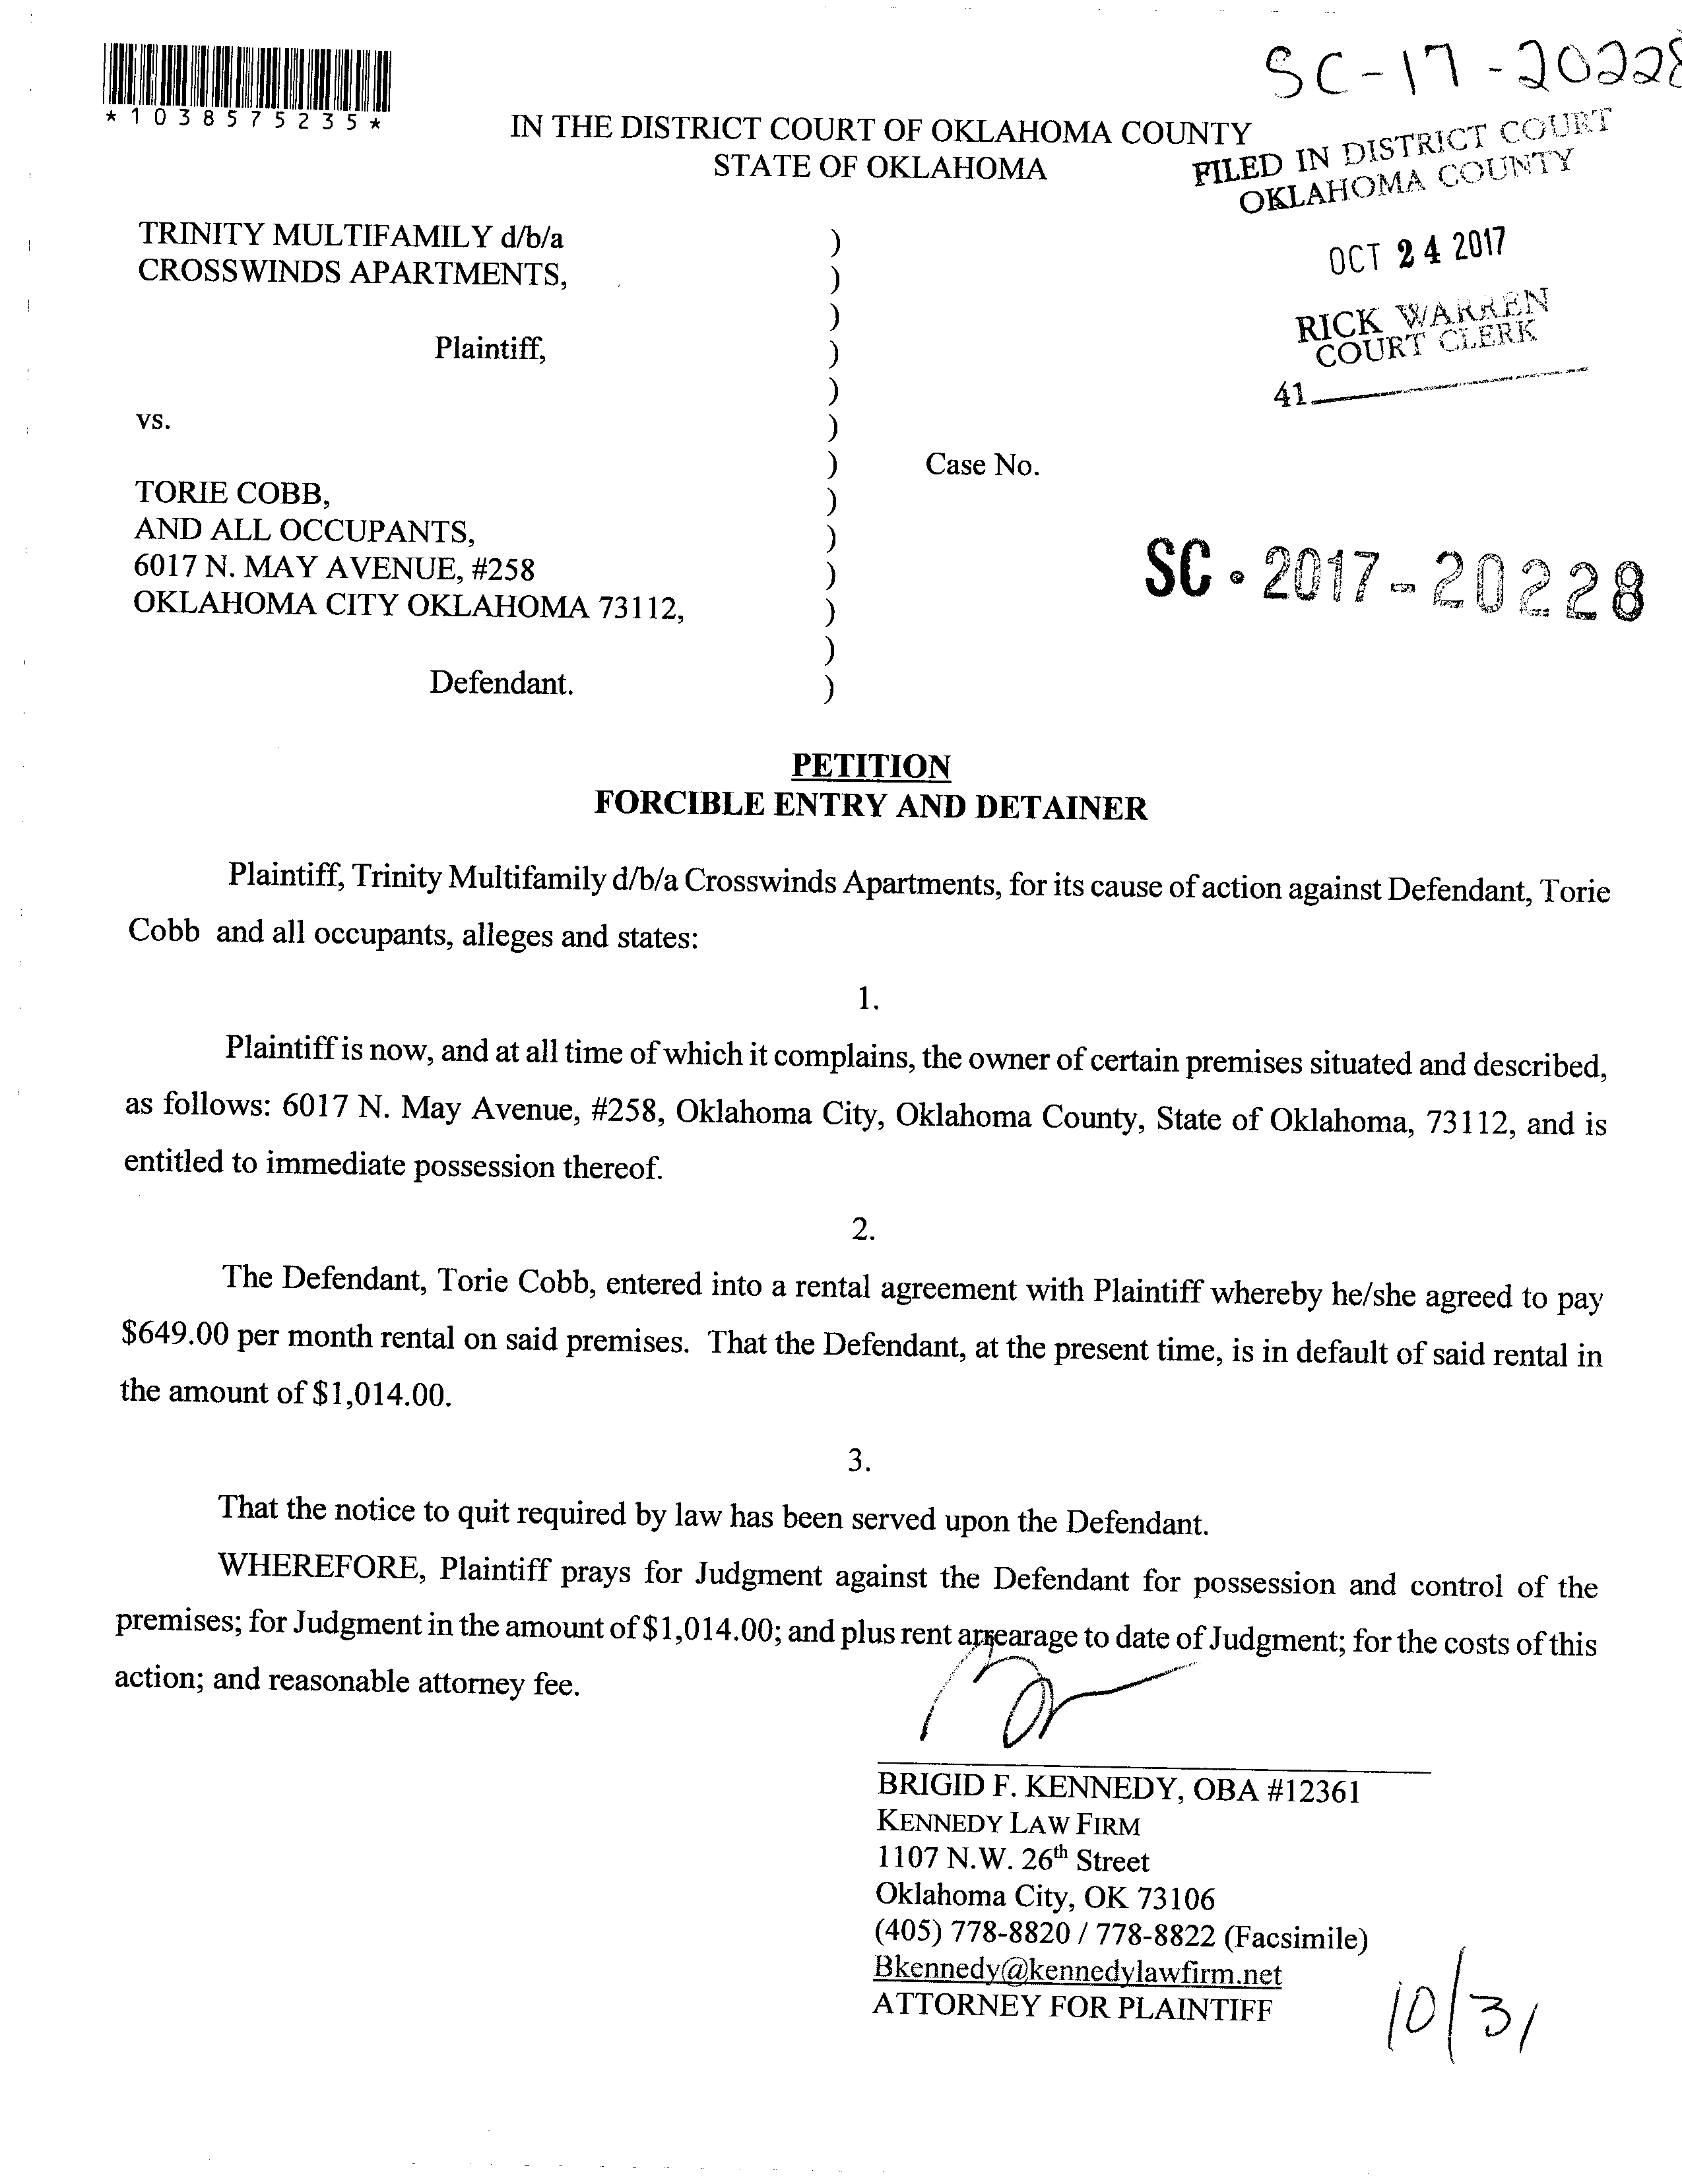 SC-17-20228
*1038575235*
IN THE DISTRICT COURT OF OKLAHOMA COUNTY
STATE OF OKLAHOMA
FILED IN DISTRICT COURT
OKLAHOMA COUNTY
OCT 24 2017
RICK WARREN
COURT CLERK
41
TRINITY MULTIFAMILY d/b/a )
CROSSWINDS APARTMENTS, )
)
Plaintiff, )
)
vs. )
) Case No.
TORIE COBB, )
AND ALL OCCUPANTS, )
6017 N. MAY AVENUE, #258 )
OKLAHOMA CITY OKLAHOMA 73112, )
)
Defendant. )
SC • 2017-20228
PETITION
FORCIBLE ENTRY AND DETAINER
Plaintiff, Trinity Multifamily d/b/a Crosswinds Apartments, for its cause of action against Defendant, Torie
Cobb and all occupants, alleges and states:
1.
Plaintiff is now, and at all time of which it complains, the owner of certain premises situated and described,
as follows: 6017 N. May Avenue, #258, Oklahoma City, Oklahoma County, State of Oklahoma, 73112, and is
entitled to immediate possession thereof.
2.
The Defendant, Torie Cobb, entered into a rental agreement with Plaintiff whereby he/she agreed to pay
$649.00 per month rental on said premises. That the Defendant, at the present time, is in default of said rental in
the amount of $1,014.00.
3.
That the notice to quit required by law has been served upon the Defendant.
WHEREFORE, Plaintiff prays for Judgment against the Defendant for possession and control of the
premises; for Judgment in the amount of $1,014.00; and plus rent arrearage to date of Judgment; for the costs of this
action; and reasonable attorney fee.
BRIGID F. KENNEDY, OBA #12361
KENNEDY LAW FIRM
1107 N.W. 26th Street
Oklahoma City, OK 73106
(405) 778-8820 / 778-8822 (Facsimile)
Bkennedy@kennedylawfirm.net
ATTORNEY FOR PLAINTIFF
10/31